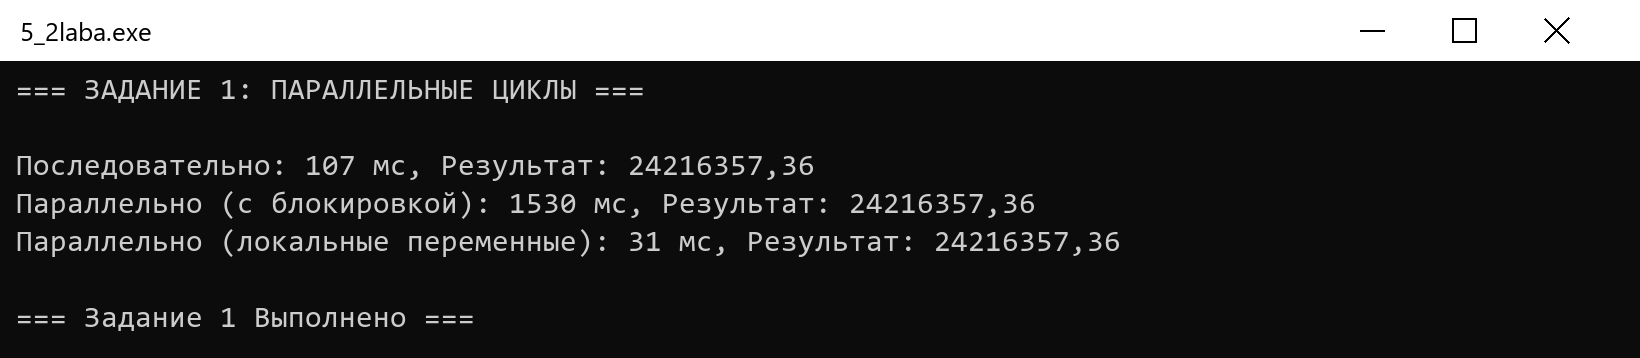 5_2laba.exe
=== ЗАДАНИЕ 1: ПАРАЛЛЕЛЬНЫЕ ЦИКЛЫ ===
Последовательно: 107 мс, Результат: 24216357,36
Параллельно (с блокировкой): 1530 мс, Результат: 24216357,36
Параллельно (локальные переменные): 31 мс, Результат: 24216357,36
=== Задание 1 Выполнено ===